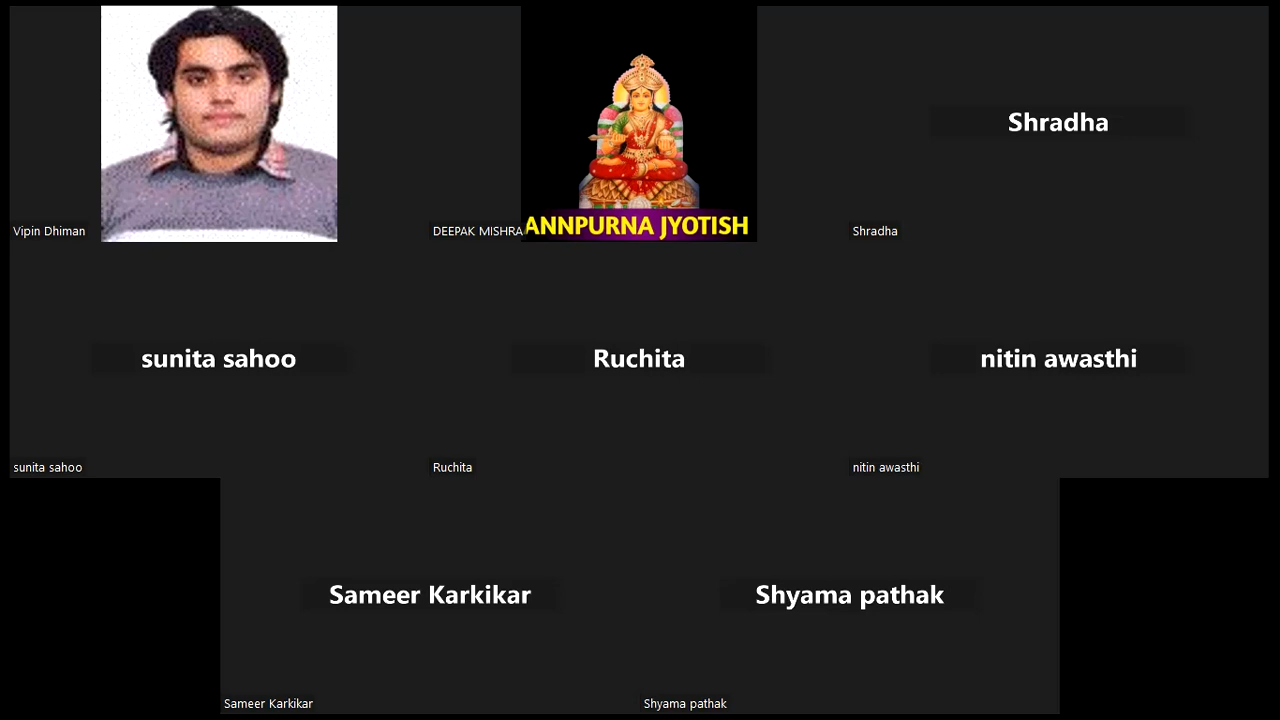 Vipin Dhiman
DEEPAK MISHRA
ANNPURNA JYOTISH
Shradha
Shradha
sunita sahoo
sunita sahoo
Ruchita
Ruchita
nitin awasthi
nitin awasthi
Sameer Karkikar
Sameer Karkikar
Shyama pathak
Shyama pathak